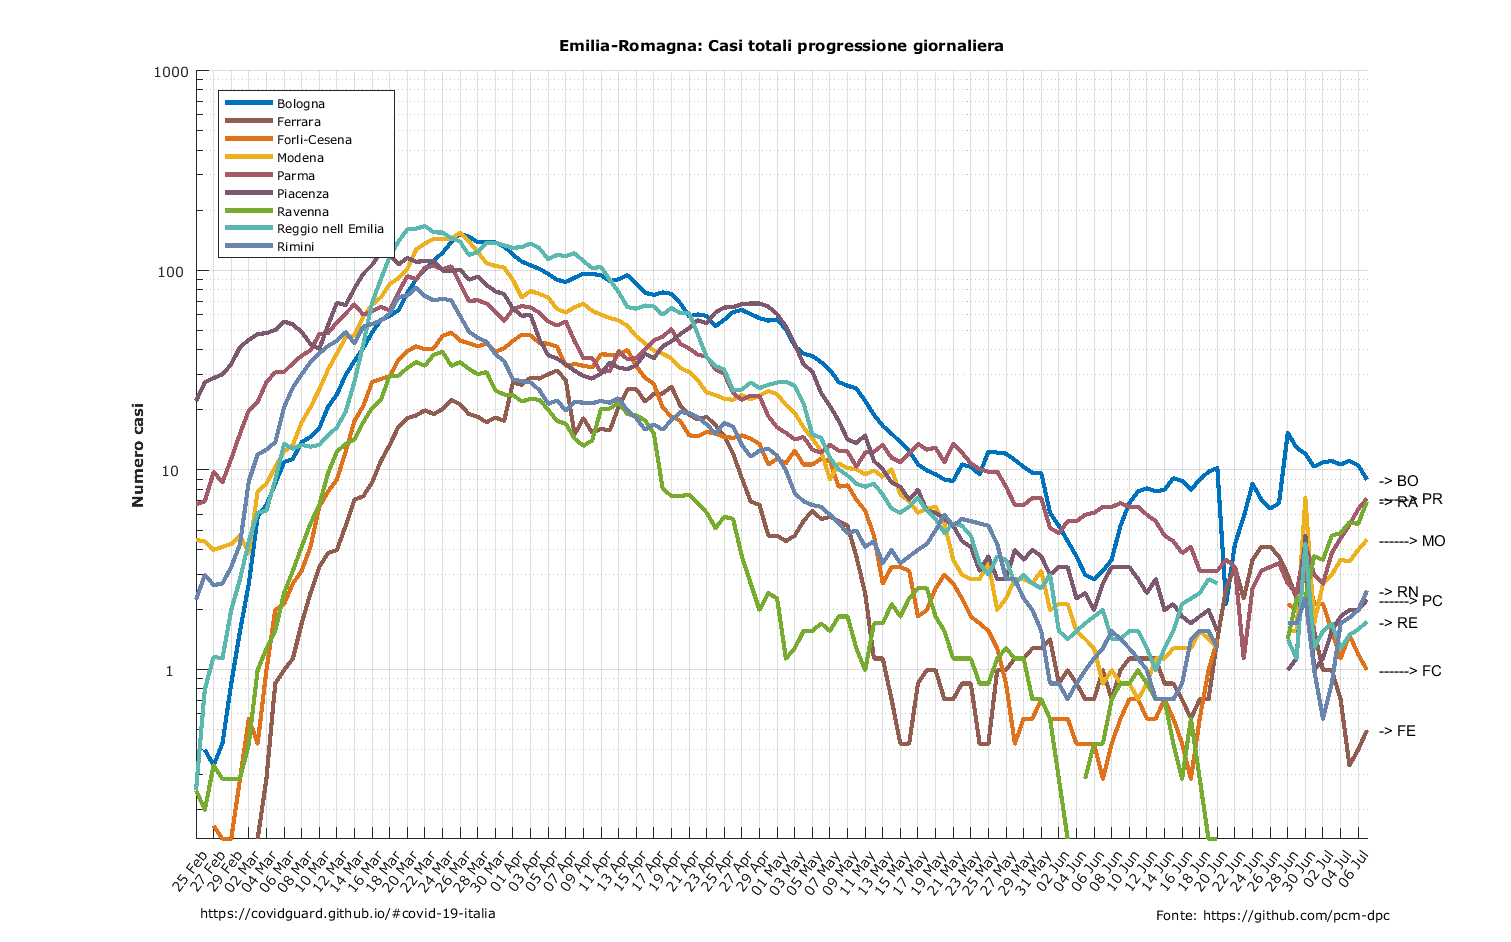 Emilia-Romagna: Casi totali progressione giornaliera
1000
100
10
1
Numero casi
Bologna
Ferrara
Forli-Cesena
Modena
Parma
Piacenza
Ravenna
Reggio nell Emilia
Rimini
-> BO
------> PR
-> RA
------> MO
-> RN
------> PC
-> RE
------> FC
-> FE
25 Feb
27 Feb
29 Feb
02 Mar
04 Mar
06 Mar
08 Mar
10 Mar
12 Mar
14 Mar
16 Mar
18 Mar
20 Mar
22 Mar
24 Mar
26 Mar
28 Mar
30 Mar
01 Apr
03 Apr
05 Apr
07 Apr
09 Apr
11 Apr
13 Apr
15 Apr
17 Apr
19 Apr
21 Apr
23 Apr
25 Apr
27 Apr
29 Apr
01 May
03 May
05 May
07 May
09 May
11 May
13 May
15 May
17 May
19 May
21 May
23 May
25 May
27 May
29 May
31 May
02 Jun
04 Jun
06 Jun
08 Jun
10 Jun
12 Jun
14 Jun
16 Jun
18 Jun
20 Jun
22 Jun
24 Jun
26 Jun
28 Jun
30 Jun
02 Jul
04 Jul
06 Jul
https://covidguard.github.io/#covid-19-italia
Fonte: https://github.com/pcm-dpc